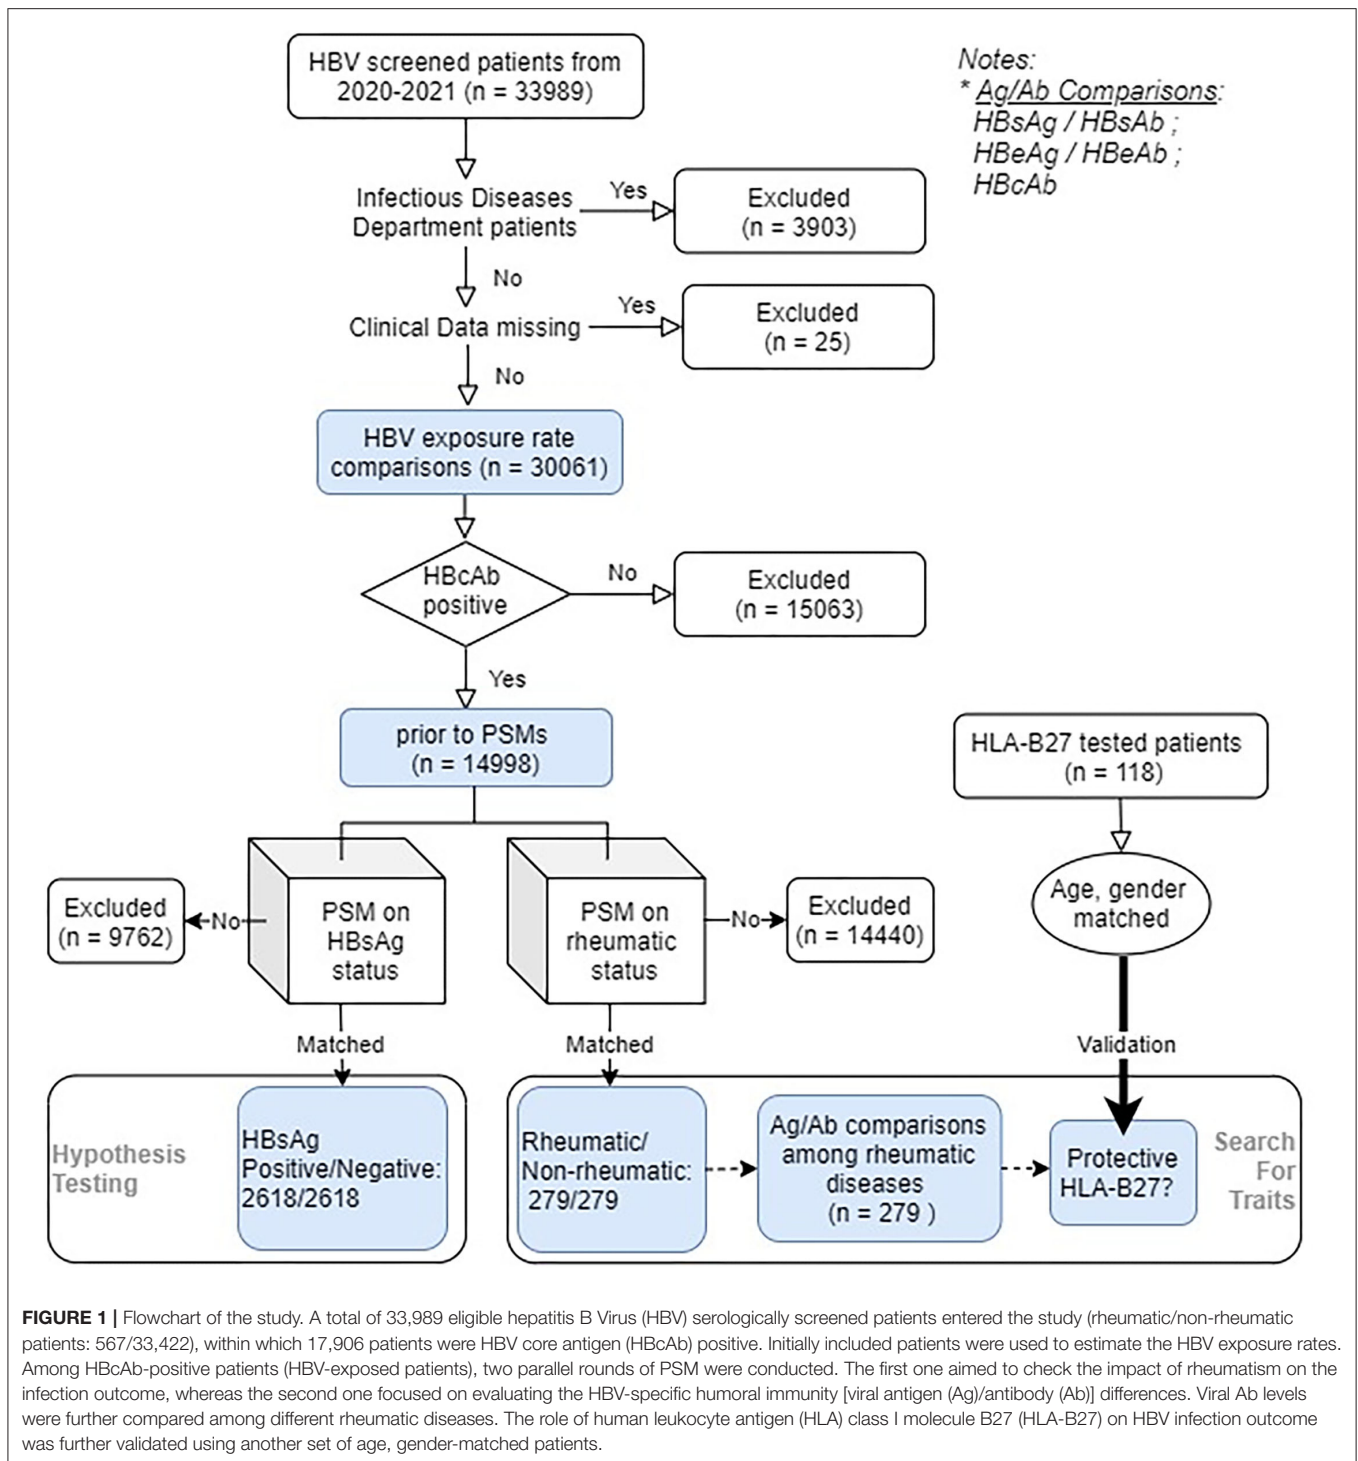 HBV screened patients from
2020-2021 (n = 33989)
Notes:
* Ag/Ab Comparisons:
HBsAg / HBsAb ;
HBeAg / HBeAb ;
HBcAb
Infectious Diseases
Department patients
Yes
Excluded
(n = 3903)
No
Clinical Data missing
Yes
Excluded
(n = 25)
No
HBV exposure rate
comparisons (n = 30061)
HBcAb
positive
No
Excluded
(n = 15063)
Yes
prior to PSMs
(n = 14998)
HLA-B27 tested patients
(n = 118)
Excluded
(n = 9762)
No
PSM on
HBsAg
status
PSM on
rheumatic
status
No
Excluded
(n = 14440)
Age, gender
matched
Matched
Matched
Validation
Hypothesis
Testing
HBsAg
Positive/Negative:
2618/2618
Rheumatic/
Non-rheumatic:
279/279
Ag/Ab comparisons
among rheumatic
diseases
(n = 279 )
Protective
HLA-B27?
Search
For
Traits
FIGURE 1 | Flowchart of the study. A total of 33,989 eligible hepatitis B Virus (HBV) serologically screened patients entered the study (rheumatic/non-rheumatic
patients: 567/33,422), within which 17,906 patients were HBV core antigen (HBcAb) positive. Initially included patients were used to estimate the HBV exposure rates.
Among HBcAb-positive patients (HBV-exposed patients), two parallel rounds of PSM were conducted. The first one aimed to check the impact of rheumatism on the
infection outcome, whereas the second one focused on evaluating the HBV-specific humoral immunity [viral antigen (Ag)/antibody (Ab)] differences. Viral Ab levels
were further compared among different rheumatic diseases. The role of human leukocyte antigen (HLA) class I molecule B27 (HLA-B27) on HBV infection outcome
was further validated using another set of age, gender-matched patients.